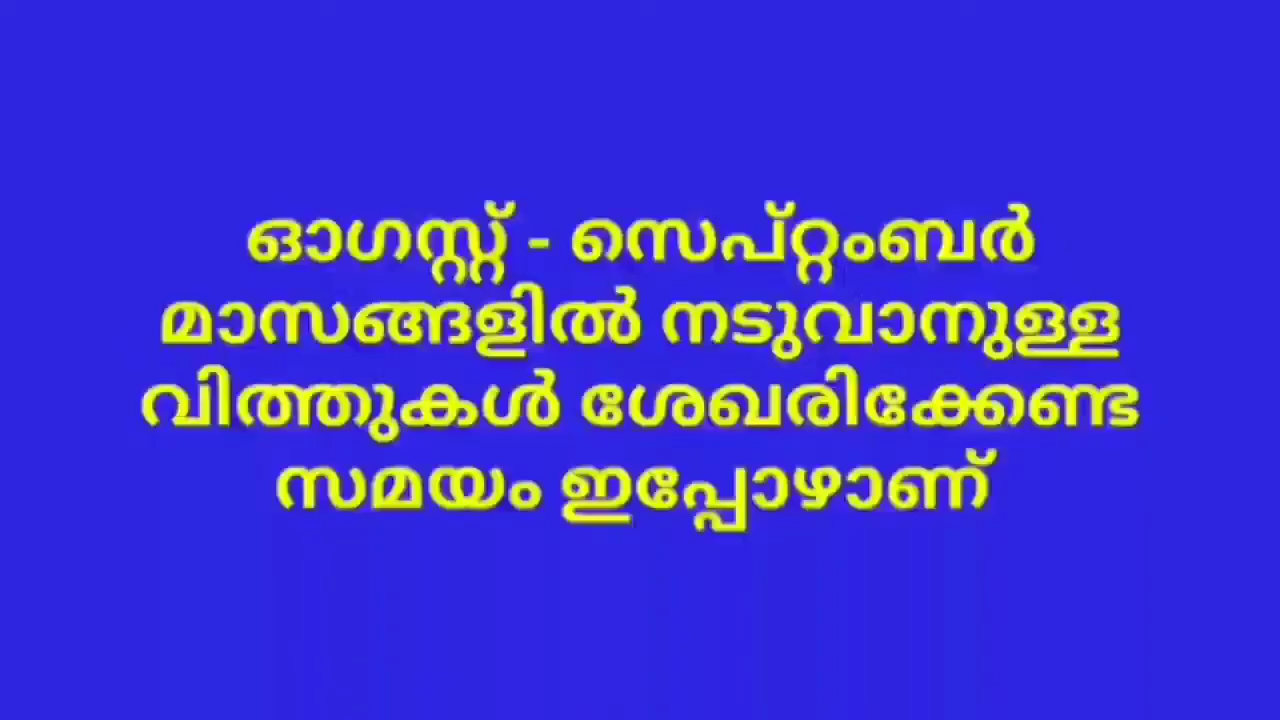 ഓഗസ്റ്റ് - സെപ്റ്റംബർ
മാസങ്ങളിൽ നടുവാനുള്ള
വിത്തുകൾ ശേഖരിക്കേണ്ട
സമയം ഇപ്പോഴാണ്